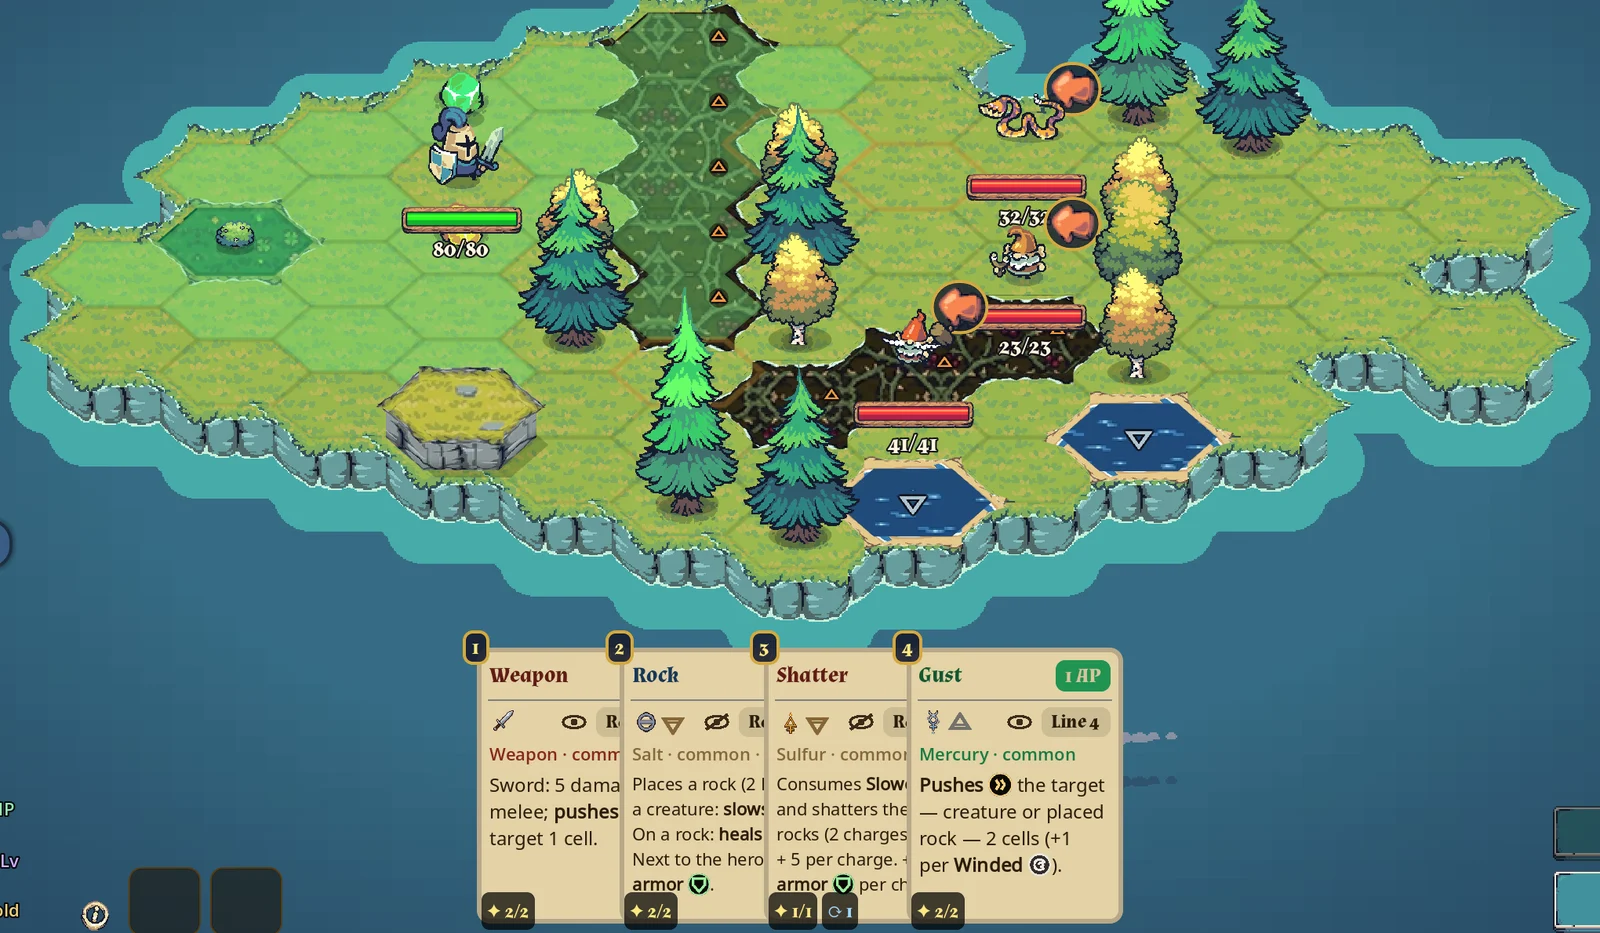 80/80
32/32
23/23
41/41
1
2
3
4
Weapon
Rock
Shatter
Gust
1 AP
Line 4
Weapon · comm
Salt · common ·
Sulfur · common
Mercury · common
Sword: 5 dama
melee; pushes
target 1 cell.
Places a rock (2
a creature: slows
On a rock: heals
Next to the hero
armor.
Consumes Slow
and shatters the
rocks (2 charges
+ 5 per charge. +
armor per ch
Pushes the target
— creature or placed
rock — 2 cells (+1
per Winded).
2/2
2/2
1/1
1
2/2
Lv
old